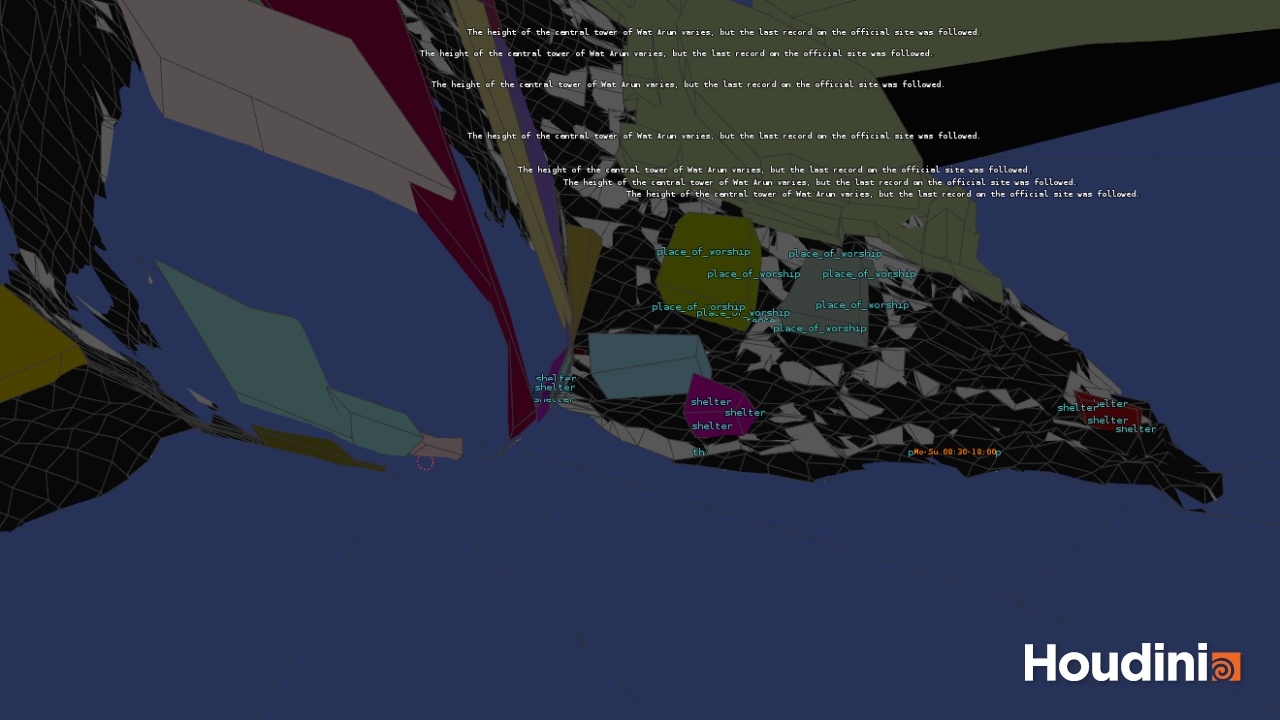 The height of the central tower of Wat Arun varies, but the last record on the official site was followed.
The height of the central tower of Wat Arun varies, but the last record on the official site was followed.
The height of the central tower of Wat Arun varies, but the last record on the official site was followed.
The height of the central tower of Wat Arun varies, but the last record on the official site was followed.
The height of the central tower of Wat Arun varies, but the last record on the official site was followed.
The height of the central tower of Wat Arun varies, but the last record on the official site was followed.
The height of the central tower of Wat Arun varies, but the last record on the official site was followed.
place_of_worship
place_of_worship
place_of_worship
place_of_worship
place_of_worship
place_of_worship
place_of_worship
place_of_worship
shelter
shelter
shelter
shelter
shelter
shelter
shelter
shelter
shelter
shelter
Mo-Su 08:30-18:00
Houdini